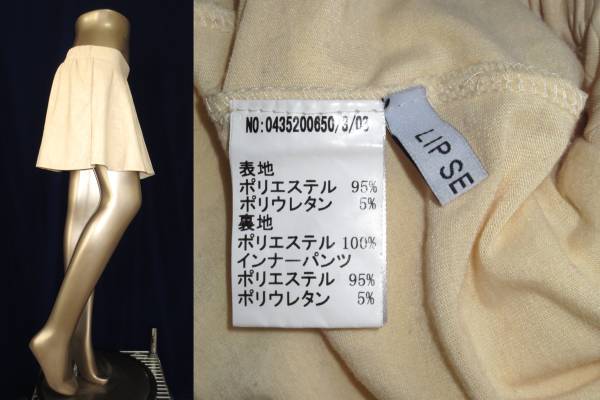 NO:0435200650/3/03
表地
ポリエステル 95%
ポリウレタン 5%
裏地
ポリエステル 100%
インナーパンツ
ポリエステル 95%
ポリウレタン 5%
LIP SE